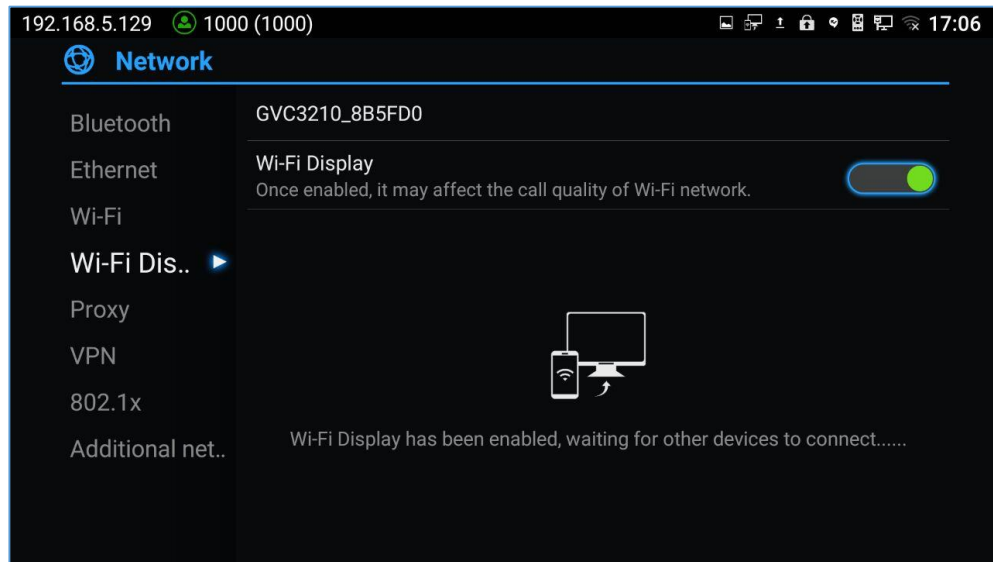 192.168.5.129 1000 (1000) 17:06
Network
Bluetooth
Ethernet
Wi-Fi
Wi-Fi Dis..
Proxy
VPN
802.1x
Additional net..
GVC3210_8B5FD0
Wi-Fi Display
Once enabled, it may affect the call quality of Wi-Fi network.
Wi-Fi Display has been enabled, waiting for other devices to connect......